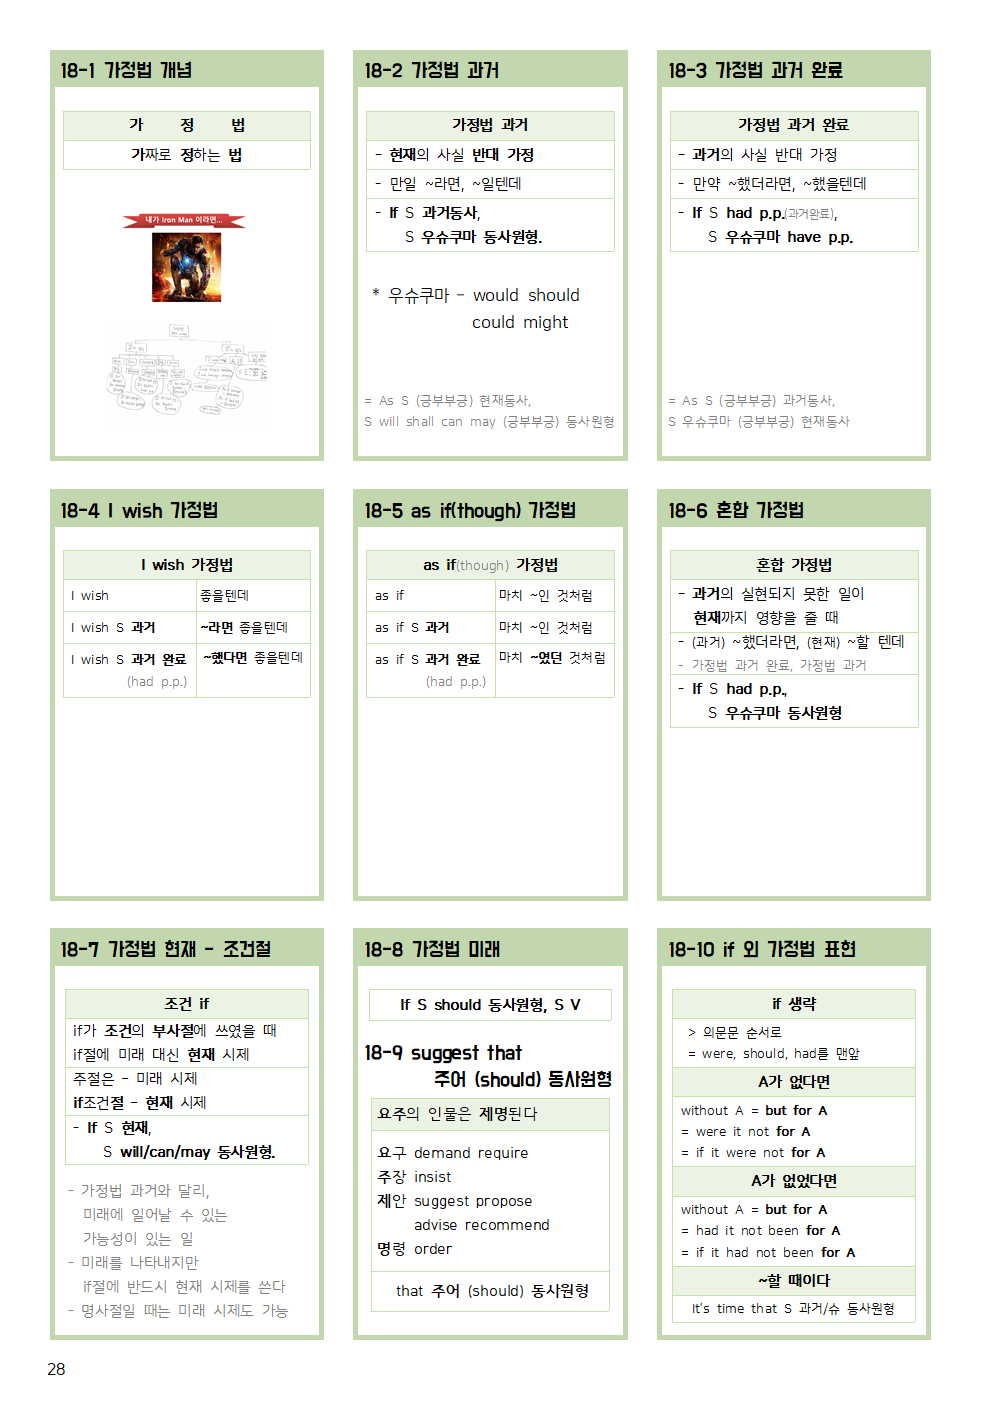 18-1 가정법 개념
가 정 법
가짜로 정하는 법
내가 Iron Man 이라면...
18-2 가정법 과거
가정법 과거
- 현재의 사실 반대 가정
- 만일 ~라면, ~일텐데
- If S 과거동사,
S 우슈쿠마 동사원형.
* 우슈쿠마 - would should
could might
= As S (긍부부긍) 현재동사,
S will shall can may (긍부부긍) 동사원형
18-3 가정법 과거 완료
가정법 과거 완료
- 과거의 사실 반대 가정
- 만약 ~했더라면, ~했을텐데
- If S had p.p.(과거완료),
S 우슈쿠마 have p.p.
= As S (긍부부긍) 과거동사,
S 우슈쿠마 (긍부부긍) 현재동사
18-4 I wish 가정법
I wish 가정법
I wish 좋을텐데
I wish S 과거 ~라면 좋을텐데
I wish S 과거 완료 ~했다면 좋을텐데
(had p.p.)
18-5 as if(though) 가정법
as if(though) 가정법
as if 마치 ~인 것처럼
as if S 과거 마치 ~인 것처럼
as if S 과거 완료 마치 ~였던 것처럼
(had p.p.)
18-6 혼합 가정법
혼합 가정법
- 과거의 실현되지 못한 일이
현재까지 영향을 줄 때
- (과거) ~했더라면, (현재) ~할 텐데
- 가정법 과거 완료, 가정법 과거
- If S had p.p.,
S 우슈쿠마 동사원형
18-7 가정법 현재 - 조건절
조건 if
if가 조건의 부사절에 쓰였을 때
if절에 미래 대신 현재 시제
주절은 - 미래 시제
if조건절 - 현재 시제
- If S 현재,
S will/can/may 동사원형.
- 가정법 과거와 달리,
미래에 일어날 수 있는
가능성이 있는 일
- 미래를 나타내지만
if절에 반드시 현재 시제를 쓴다
- 명사절일 때는 미래 시제도 가능
18-8 가정법 미래
If S should 동사원형, S V
18-9 suggest that
주어 (should) 동사원형
요주의 인물은 제명된다
요구 demand require
주장 insist
제안 suggest propose
advise recommend
명령 order
that 주어 (should) 동사원형
18-10 if 외 가정법 표현
if 생략
> 의문문 순서로
= were, should, had를 맨앞
A가 없다면
without A = but for A
= were it not for A
= if it were not for A
A가 없었다면
without A = but for A
= had it not been for A
= if it had not been for A
~할 때이다
It's time that S 과거/슈 동사원형
28